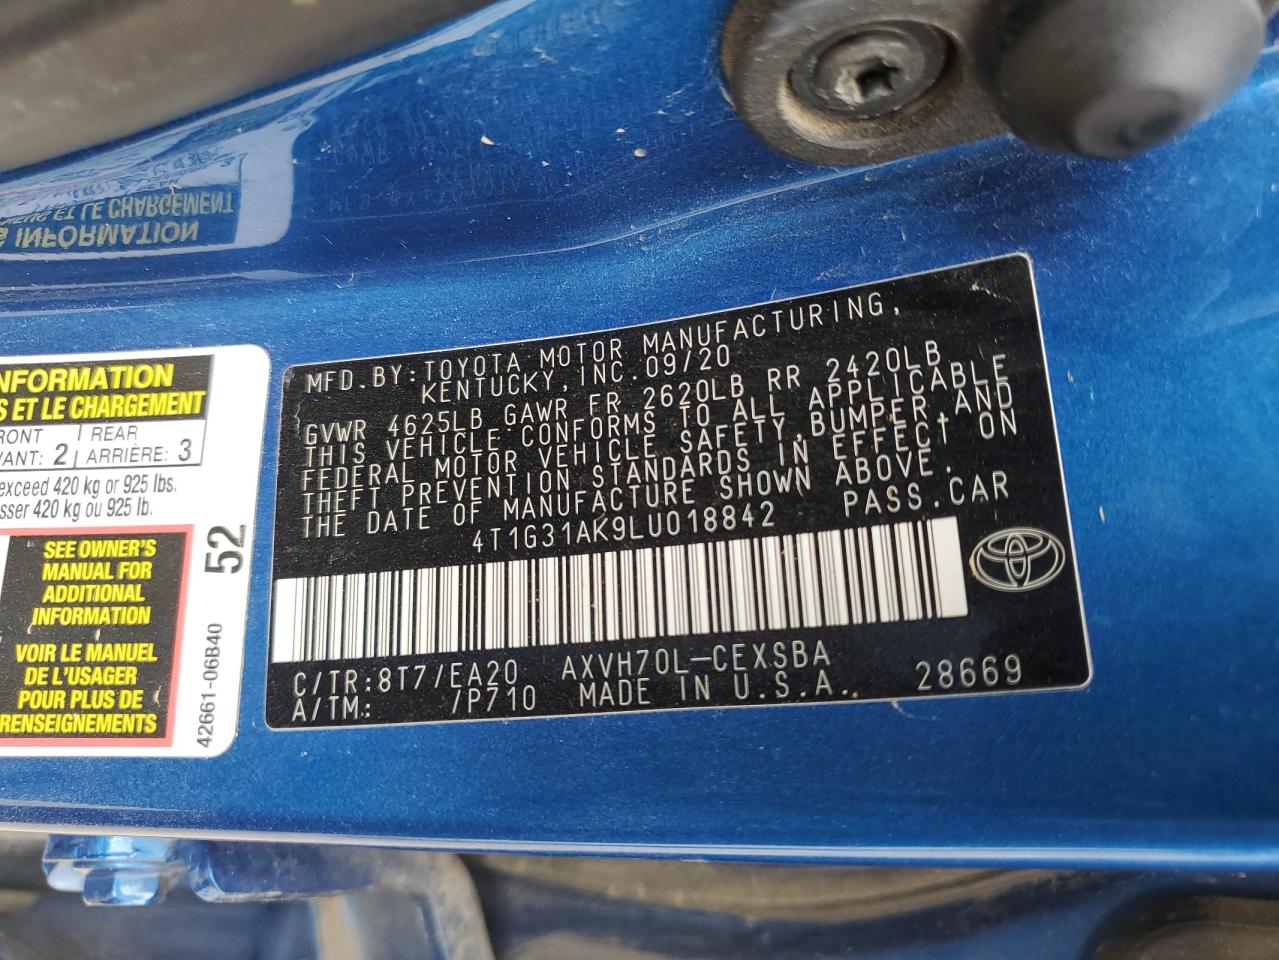 MFD. BY: TOYOTA MOTOR MANUFACTURING,
KENTUCKY, INC. 09/20
GVWR 4625LB GAWR FR 2620LB RR 2420LB
THIS VEHICLE CONFORMS TO ALL APPLICABLE
FEDERAL MOTOR VEHICLE SAFETY, BUMPER, AND
THEFT PREVENTION STANDARDS IN EFFECT ON
THE DATE OF MANUFACTURE SHOWN ABOVE.
4T1G31AK9LU018842 PASS. CAR
C/TR: 8T7/EA20 AXVH70L-CEXSBA
A/TM: /P710 MADE IN U.S.A. 28669
NFORMATION
S ET LE CHARGEMENT
RONT 2 REAR 3
VANT: ARRIÈRE:
exceed 420 kg or 925 lbs.
sser 420 kg ou 925 lb.
SEE OWNER'S
MANUAL FOR
ADDITIONAL
INFORMATION
VOIR LE MANUEL
DE L'USAGER
POUR PLUS DE
RENSEIGNEMENTS
52
42661-06B40